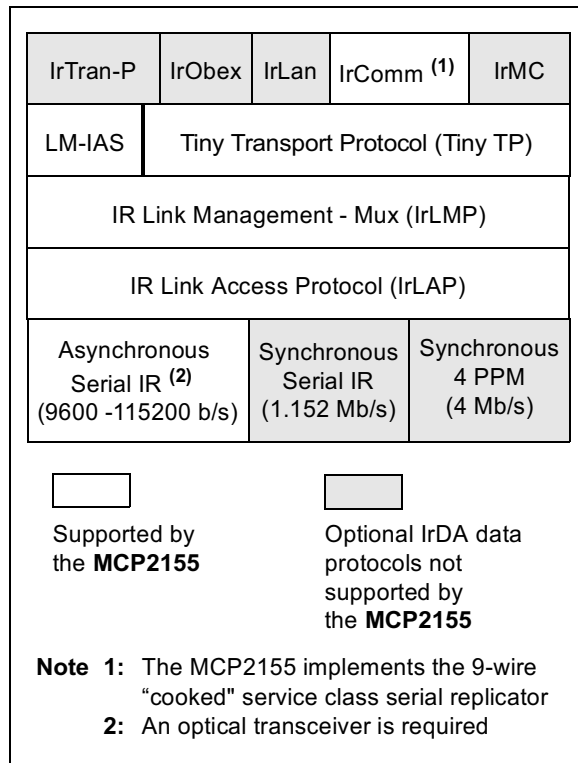 IrTran-P IrObex IrLan IrComm (1) IrMC
LM-IAS Tiny Transport Protocol (Tiny TP)
IR Link Management - Mux (IrLMP)
IR Link Access Protocol (IrLAP)
Asynchronous
Serial IR (2)
(9600 -115200 b/s)
Synchronous
Serial IR
(1.152 Mb/s)
Synchronous
4 PPM
(4 Mb/s)
Supported by
the MCP2155
Optional IrDA data
protocols not
supported by
the MCP2155
Note 1: The MCP2155 implements the 9-wire
“cooked" service class serial replicator
2: An optical transceiver is required